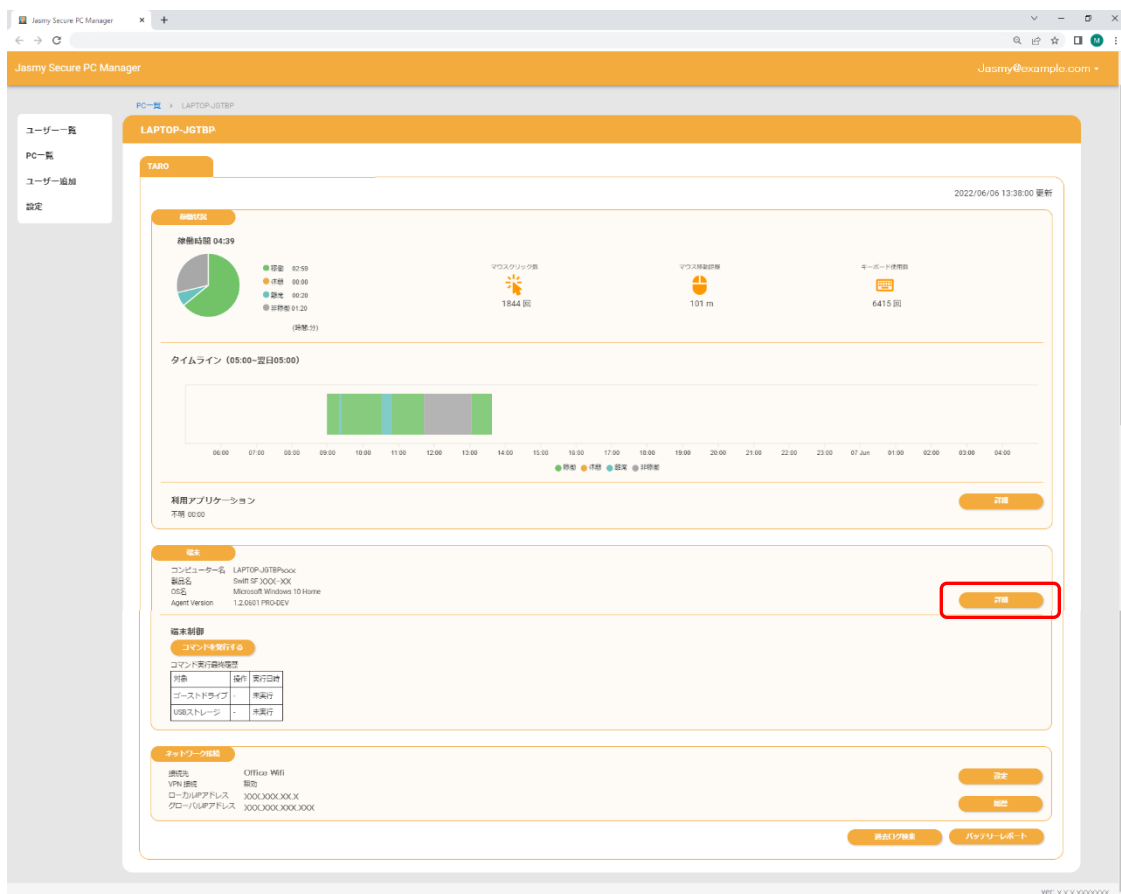 Jasmy Secure PC Manager
Jasmy Secure PC Manager
Jasmy@example.com
PC一覧 › LAPTOP-JGTBP
ユーザー一覧
PC一覧
ユーザー追加
設定
LAPTOP-JGTBP
TARO
2022/06/06 13:38:00 更新
稼働状況
稼働時間 04:39
稼働 02:59
休憩 00:00
離席 00:20
非稼働 01:20
(時間:分)
マウスクリック数
1844 回
マウス移動距離
101 m
キーボード使用数
6415 回
タイムライン（05:00~翌日05:00）
06:00 07:00 08:00 09:00 10:00 11:00 12:00 13:00 14:00 15:00 16:00 17:00 18:00 19:00 20:00 21:00 22:00 23:00 07 Jun 01:00 02:00 03:00 04:00
稼働 休憩 離席 非稼働
利用アプリケーション
不明 00:00
詳細
端末
コンピューター名 LAPTOP-JGTBPxxxx
製品名 Swift SF XXX-XX
OS名 Microsoft Windows 10 Home
Agent Version 1.2.0601 PRO-DEV
詳細
端末制御
コマンドを発行する
コマンド実行最終履歴
対象 操作 実行日時
ゴーストドライブ - 未実行
USBストレージ - 未実行
ネットワーク接続
接続先 Office Wifi
VPN 接続 無効
ローカルIPアドレス XXX.XXX.XX.X
グローバルIPアドレス XXX.XXX.XXX.XXX
設定
履歴
過去ログ検索
バッテリーレポート